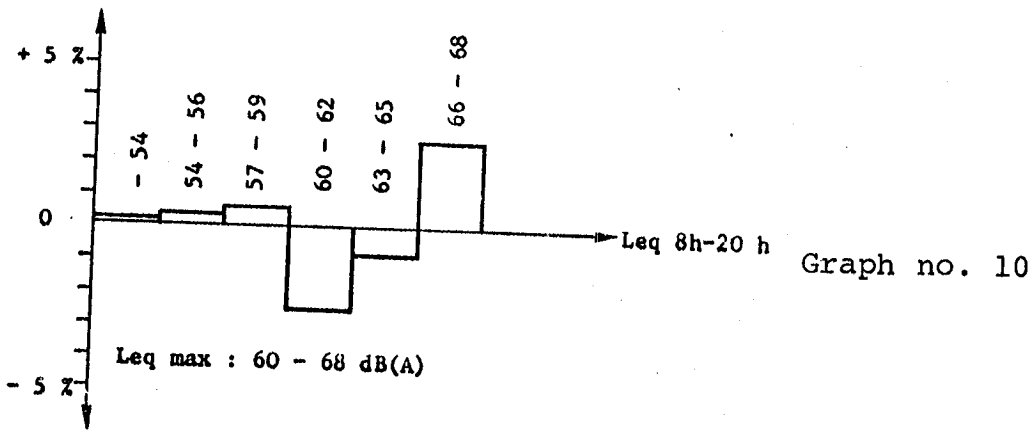 + 5 %
- 54
54 - 56
57 - 59
60 - 62
63 - 65
66 - 68
0
Leq 8h-20 h
Graph no. 10
Leq max : 60 - 68 dB(A)
- 5 %